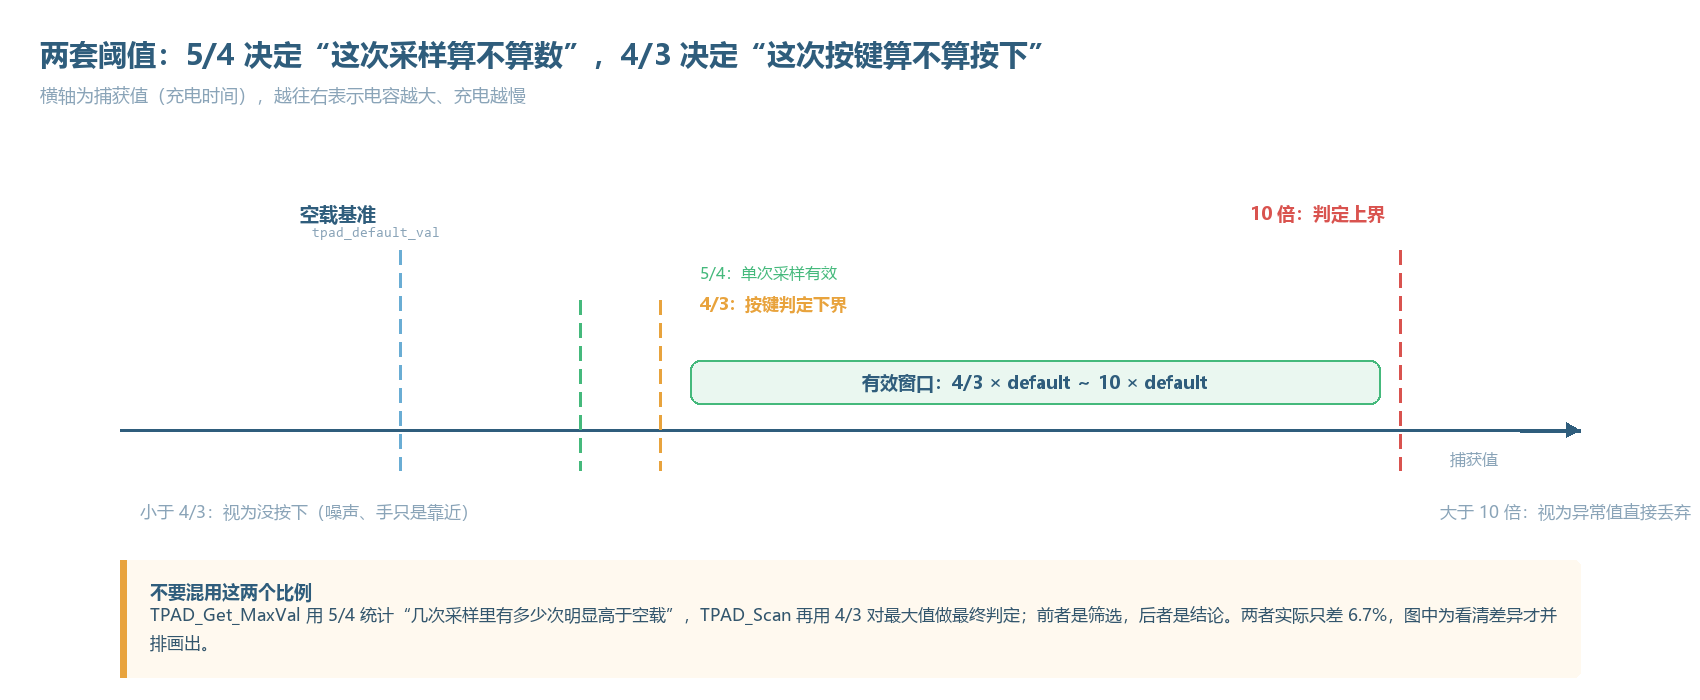 两套阈值：5/4 决定“这次采样算不算数”，4/3 决定“这次按键算不算按下”
横轴为捕获值（充电时间），越往右表示电容越大、充电越慢
空载基准
tpad_default_val
10 倍：判定上界
5/4：单次采样有效
4/3：按键判定下界
有效窗口：4/3 × default ~ 10 × default
捕获值
小于 4/3：视为没按下（噪声、手只是靠近）
大于 10 倍：视为异常值直接丢弃
不要混用这两个比例
TPAD_Get_MaxVal 用 5/4 统计“几次采样里有多少次明显高于空载”，TPAD_Scan 再用 4/3 对最大值做最终判定；前者是筛选，后者是结论。两者实际只差 6.7%，图中为看清差异才并
排画出。